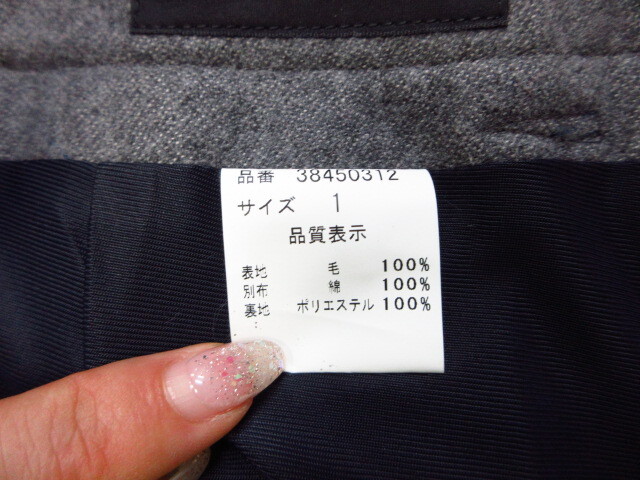 品番 38450312
サイズ 1
品質表示
表地 毛 100%
別布 綿 100%
裏地 ポリエステル 100%
: